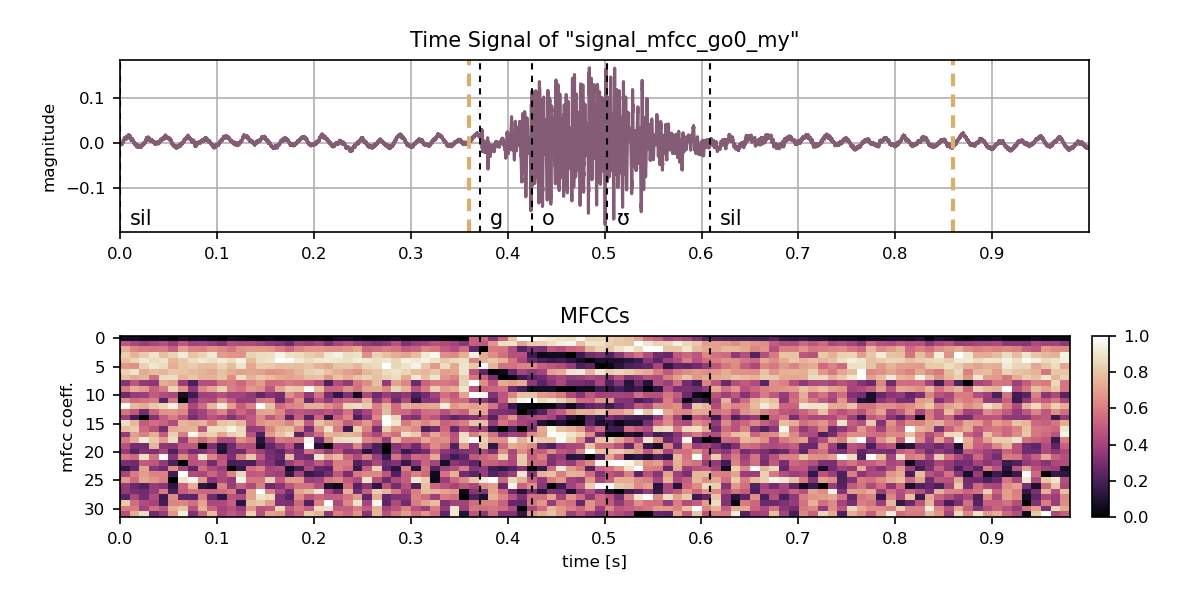 Time Signal of "signal_mfcc_go0_my"
magnitude
0.1
0.0
−0.1
sil
g
o
ʊ
sil
0.0 0.1 0.2 0.3 0.4 0.5 0.6 0.7 0.8 0.9
MFCCs
mfcc coeff.
0
5
10
15
20
25
30
0.0 0.1 0.2 0.3 0.4 0.5 0.6 0.7 0.8 0.9
time [s]
1.0
0.8
0.6
0.4
0.2
0.0